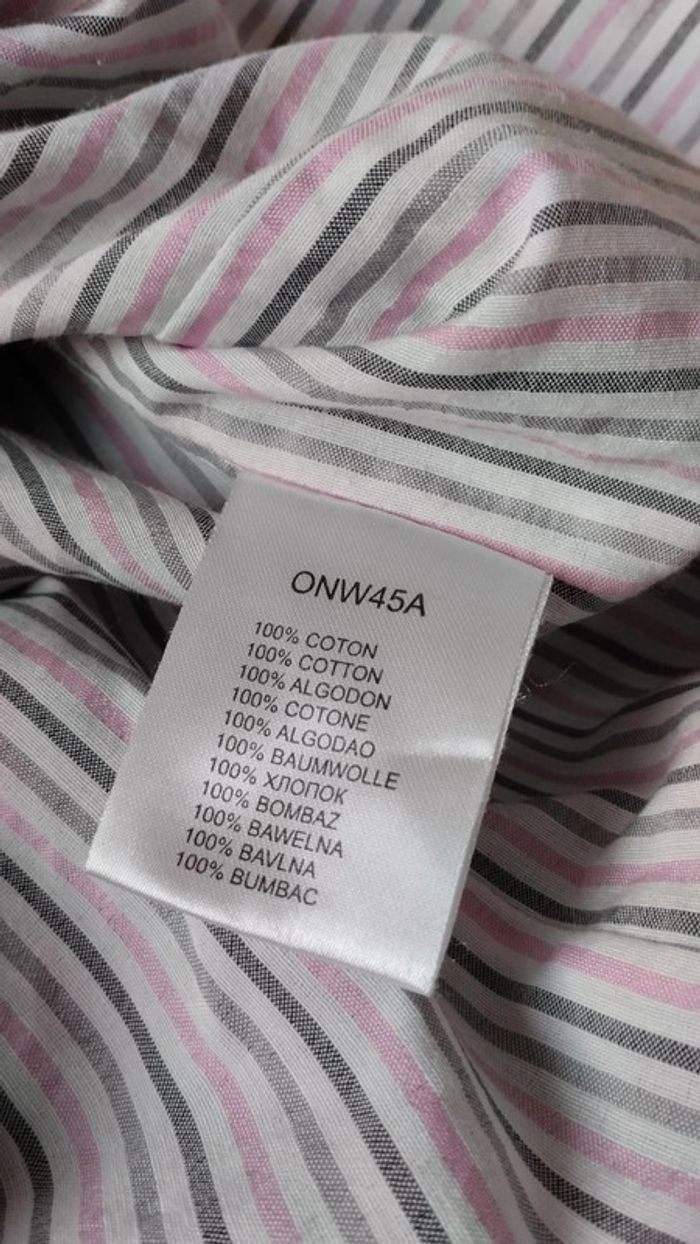 ONW45A
100% COTON
100% COTTON
100% ALGODON
100% COTONE
100% ALGODAO
100% BAUMWOLLE
100% ХЛОПОК
100% BOMBAZ
100% BAWELNA
100% BAVLNA
100% BUMBAC